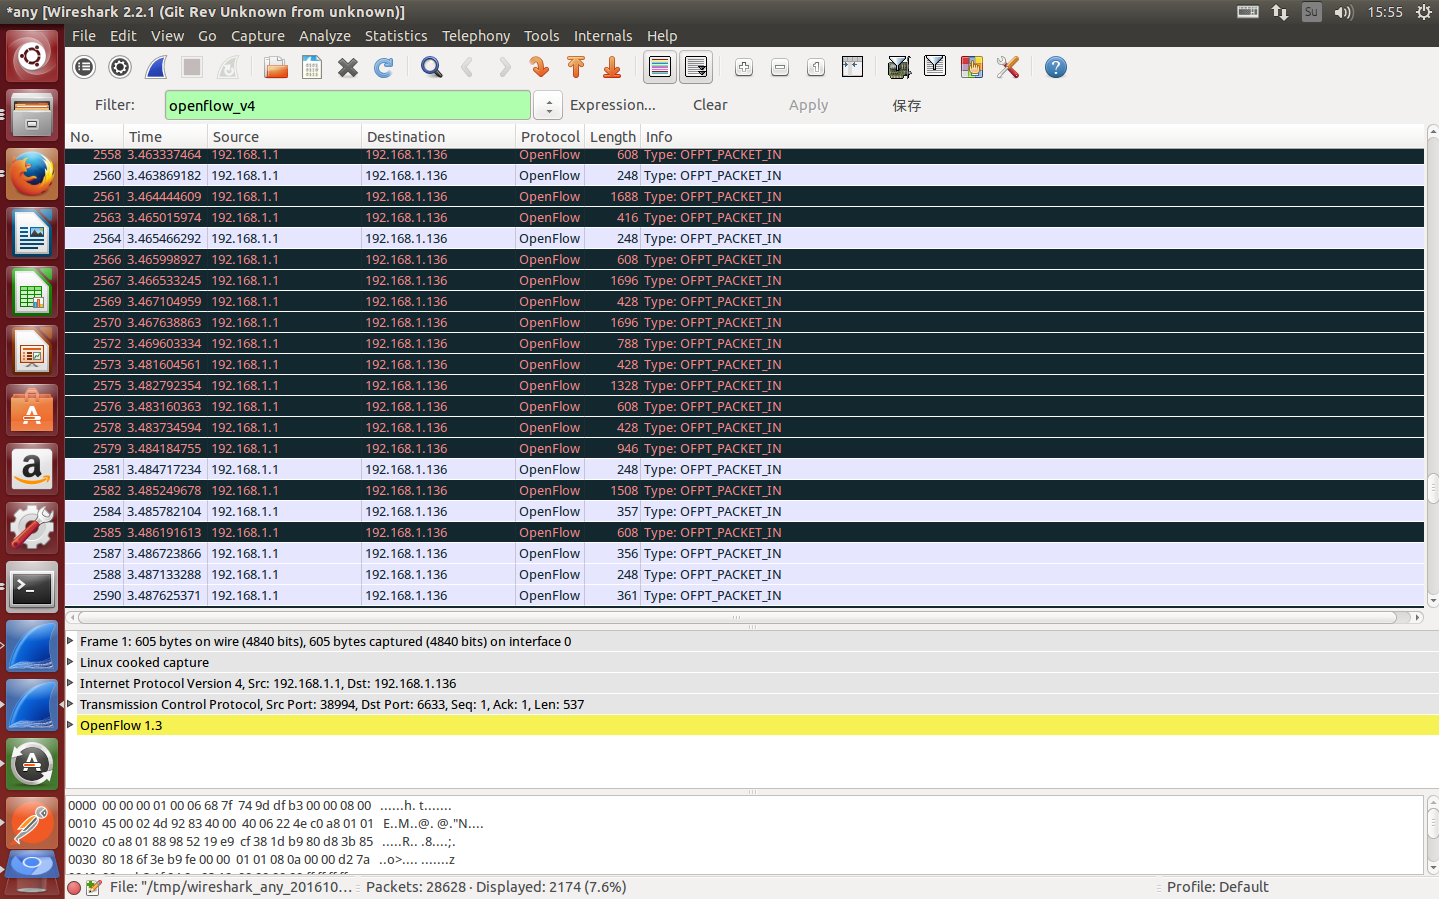 *any [Wireshark 2.2.1 (Git Rev Unknown from unknown)]
Su 15:55
File Edit View Go Capture Analyze Statistics Telephony Tools Internals Help
Filter: openflow_v4 Expression... Clear Apply 保存
No. Time Source Destination Protocol Length Info
2558 3.463337464 192.168.1.1 192.168.1.136 OpenFlow 608 Type: OFPT_PACKET_IN
2560 3.463869182 192.168.1.1 192.168.1.136 OpenFlow 248 Type: OFPT_PACKET_IN
2561 3.464444609 192.168.1.1 192.168.1.136 OpenFlow 1688 Type: OFPT_PACKET_IN
2563 3.465015974 192.168.1.1 192.168.1.136 OpenFlow 416 Type: OFPT_PACKET_IN
2564 3.465466292 192.168.1.1 192.168.1.136 OpenFlow 248 Type: OFPT_PACKET_IN
2566 3.465998927 192.168.1.1 192.168.1.136 OpenFlow 608 Type: OFPT_PACKET_IN
2567 3.466533245 192.168.1.1 192.168.1.136 OpenFlow 1696 Type: OFPT_PACKET_IN
2569 3.467104959 192.168.1.1 192.168.1.136 OpenFlow 428 Type: OFPT_PACKET_IN
2570 3.467638863 192.168.1.1 192.168.1.136 OpenFlow 1696 Type: OFPT_PACKET_IN
2572 3.469603334 192.168.1.1 192.168.1.136 OpenFlow 788 Type: OFPT_PACKET_IN
2573 3.481604561 192.168.1.1 192.168.1.136 OpenFlow 428 Type: OFPT_PACKET_IN
2575 3.482792354 192.168.1.1 192.168.1.136 OpenFlow 1328 Type: OFPT_PACKET_IN
2576 3.483160363 192.168.1.1 192.168.1.136 OpenFlow 608 Type: OFPT_PACKET_IN
2578 3.483734594 192.168.1.1 192.168.1.136 OpenFlow 428 Type: OFPT_PACKET_IN
2579 3.484184755 192.168.1.1 192.168.1.136 OpenFlow 946 Type: OFPT_PACKET_IN
2581 3.484717234 192.168.1.1 192.168.1.136 OpenFlow 248 Type: OFPT_PACKET_IN
2582 3.485249678 192.168.1.1 192.168.1.136 OpenFlow 1508 Type: OFPT_PACKET_IN
2584 3.485782104 192.168.1.1 192.168.1.136 OpenFlow 357 Type: OFPT_PACKET_IN
2585 3.486191613 192.168.1.1 192.168.1.136 OpenFlow 608 Type: OFPT_PACKET_IN
2587 3.486723866 192.168.1.1 192.168.1.136 OpenFlow 356 Type: OFPT_PACKET_IN
2588 3.487133288 192.168.1.1 192.168.1.136 OpenFlow 248 Type: OFPT_PACKET_IN
2590 3.487625371 192.168.1.1 192.168.1.136 OpenFlow 361 Type: OFPT_PACKET_IN
Frame 1: 605 bytes on wire (4840 bits), 605 bytes captured (4840 bits) on interface 0
Linux cooked capture
Internet Protocol Version 4, Src: 192.168.1.1, Dst: 192.168.1.136
Transmission Control Protocol, Src Port: 38994, Dst Port: 6633, Seq: 1, Ack: 1, Len: 537
OpenFlow 1.3
0000 00 00 00 01 00 06 68 7f 74 9d df b3 00 00 08 00 ......h. t.......
0010 45 00 02 4d 92 83 40 00 40 06 22 4e c0 a8 01 01 E..M..@. @."N....
0020 c0 a8 01 88 98 52 19 e9 cf 38 1d b9 80 d8 3b 85 .....R.. .8....;.
0030 80 18 6f 3e b9 fe 00 00 01 01 08 0a 00 00 d2 7a ..o>.... .......z
File: "/tmp/wireshark_any_201610... Packets: 28628 · Displayed: 2174 (7.6%) Profile: Default